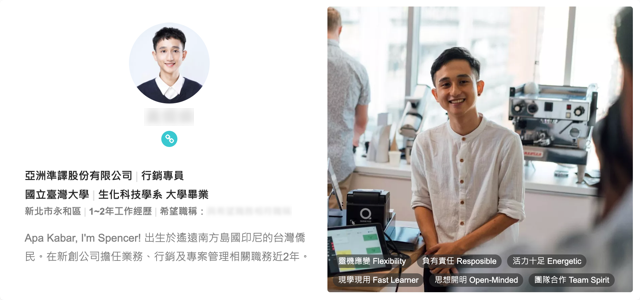 亞洲準譯股份有限公司 | 行銷專員
國立臺灣大學 | 生化科技學系 大學畢業
新北市永和區 | 1~2年工作經歷 | 希望職稱：
Apa Kabar, I'm Spencer! 出生於遙遠南方島國印尼的台灣僑
民。在新創公司擔任業務、行銷及專案管理相關職務近2年。
靈機應變 Flexibility 負有責任 Resposible 活力十足 Energetic
現學現用 Fast Learner 思想開明 Open-Minded 團隊合作 Team Spirit